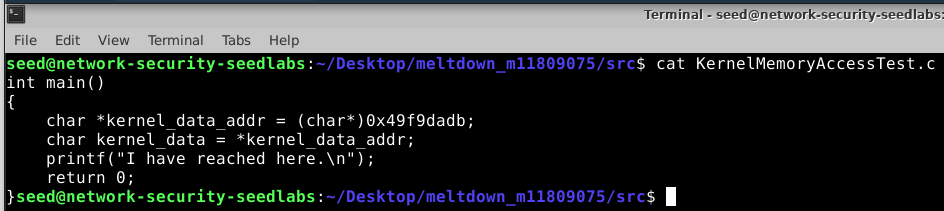 Terminal - seed@network-security-seedlabs:
File Edit View Terminal Tabs Help
seed@network-security-seedlabs:~/Desktop/meltdown_m11809075/src$ cat KernelMemoryAccessTest.c
int main()
{
    char *kernel_data_addr = (char*)0x49f9dadb;
    char kernel_data = *kernel_data_addr;
    printf("I have reached here.\n");
    return 0;
}seed@network-security-seedlabs:~/Desktop/meltdown_m11809075/src$